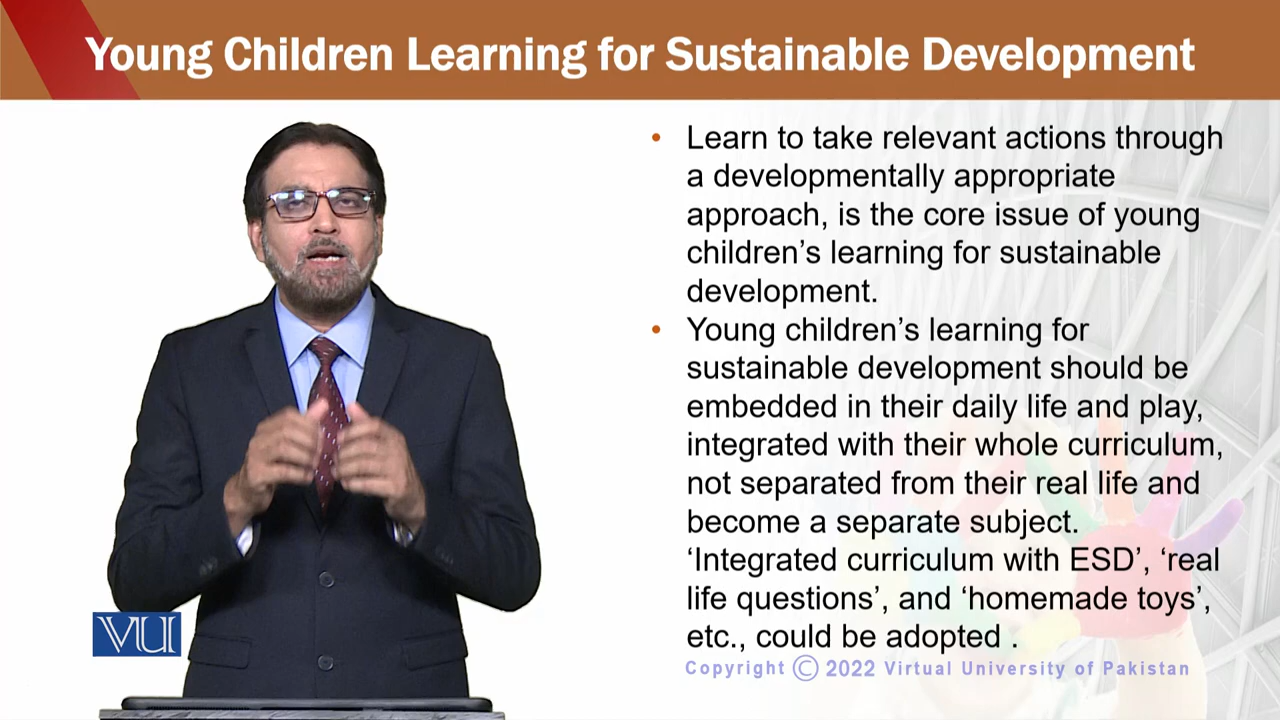 Young Children Learning for Sustainable Development
• Learn to take relevant actions through
a developmentally appropriate
approach, is the core issue of young
children’s learning for sustainable
development.
• Young children’s learning for
sustainable development should be
embedded in their daily life and play,
integrated with their whole curriculum,
not separated from their real life and
become a separate subject.
‘Integrated curriculum with ESD’, ‘real
life questions’, and ‘homemade toys’,
etc., could be adopted .
VU
Copyright © 2022 Virtual University of Pakistan